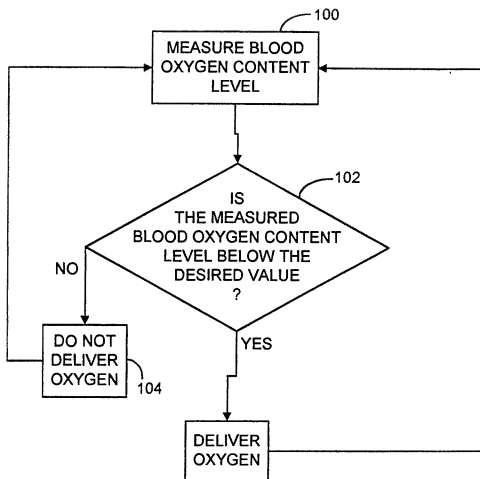 100
MEASURE BLOOD
OXYGEN CONTENT
LEVEL
102
IS
THE MEASURED
BLOOD OXYGEN CONTENT
LEVEL BELOW THE
DESIRED VALUE
?
NO
YES
DO NOT
DELIVER
OXYGEN
104
DELIVER
OXYGEN